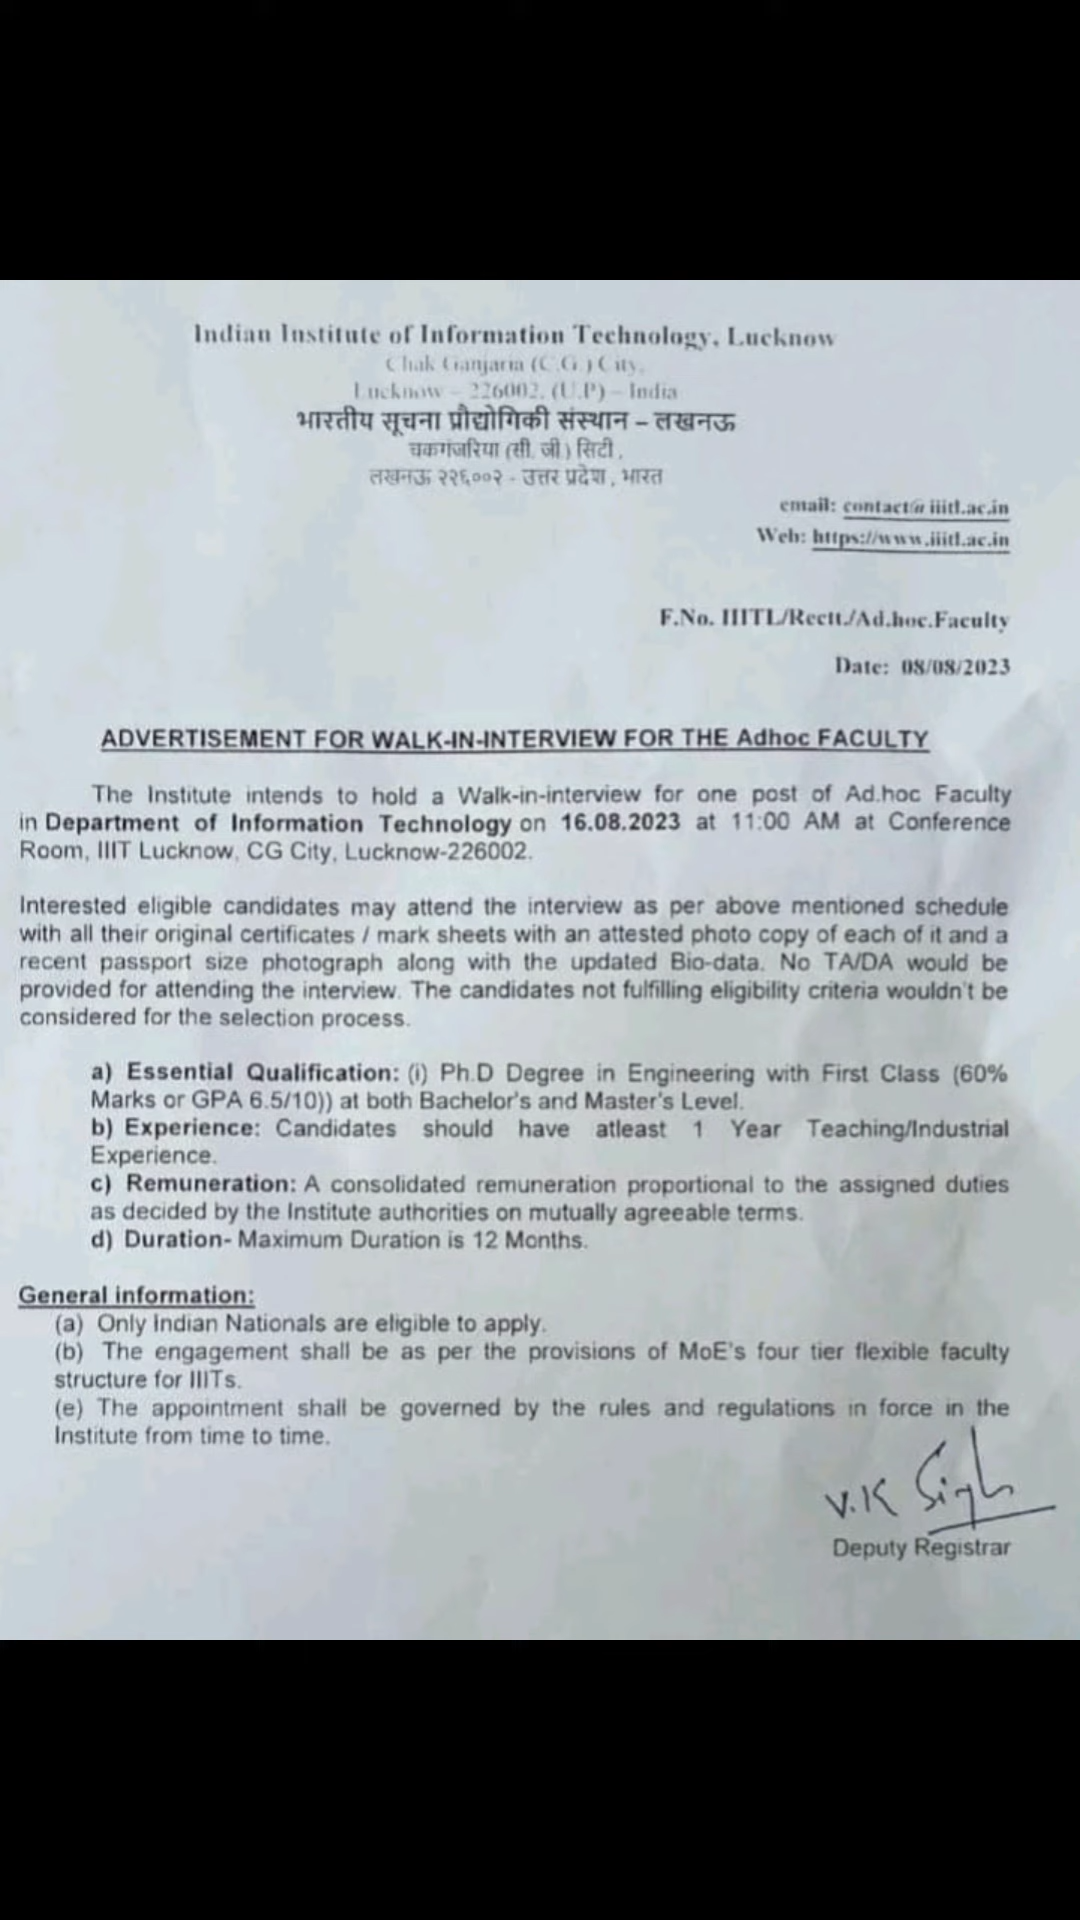 Indian Institute of Information Technology, Lucknow
Chak Ganjaria (C.G.) City,
Lucknow – 226002, (U.P) – India
भारतीय सूचना प्रौद्योगिकी संस्थान – लखनऊ
चकगंजरिया (सी. जी.) सिटी,
लखनऊ २२६००२ - उत्तर प्रदेश, भारत
email: contact@iiitl.ac.in
Web: https://www.iiitl.ac.in
F.No. IIITL/Rectt./Ad.hoc.Faculty
Date: 08/08/2023
ADVERTISEMENT FOR WALK-IN-INTERVIEW FOR THE Adhoc FACULTY
The Institute intends to hold a Walk-in-interview for one post of Ad.hoc Faculty
in Department of Information Technology on 16.08.2023 at 11:00 AM at Conference
Room, IIIT Lucknow, CG City, Lucknow-226002.
Interested eligible candidates may attend the interview as per above mentioned schedule
with all their original certificates / mark sheets with an attested photo copy of each of it and a
recent passport size photograph along with the updated Bio-data. No TA/DA would be
provided for attending the interview. The candidates not fulfilling eligibility criteria wouldn't be
considered for the selection process.
a) Essential Qualification: (i) Ph.D Degree in Engineering with First Class (60%
Marks or GPA 6.5/10)) at both Bachelor's and Master's Level.
b) Experience: Candidates should have atleast 1 Year Teaching/Industrial
Experience.
c) Remuneration: A consolidated remuneration proportional to the assigned duties
as decided by the Institute authorities on mutually agreeable terms.
d) Duration- Maximum Duration is 12 Months.
General information:
(a) Only Indian Nationals are eligible to apply.
(b) The engagement shall be as per the provisions of MoE's four tier flexible faculty
structure for IIITs.
(e) The appointment shall be governed by the rules and regulations in force in the
Institute from time to time.
V.K Sigh
Deputy Registrar